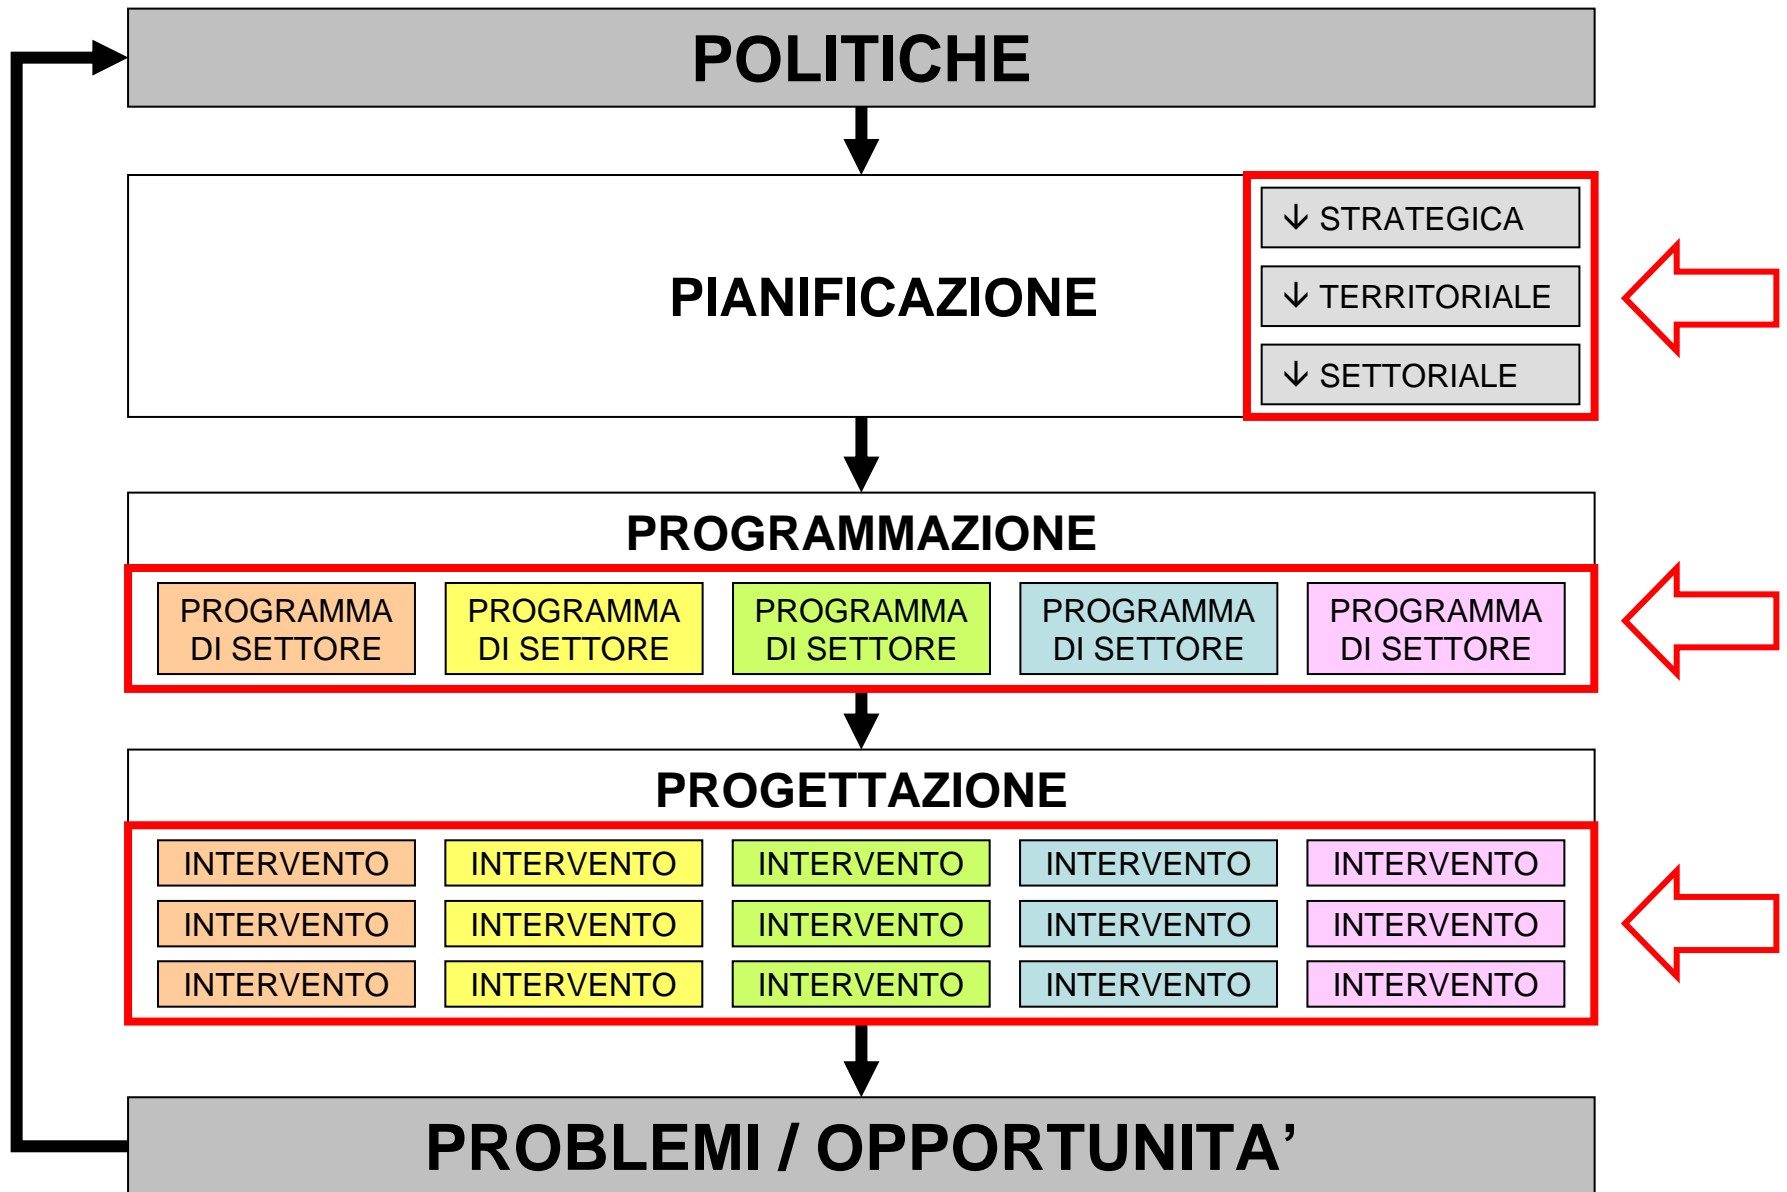 POLITICHE
PIANIFICAZIONE
↓ STRATEGICA
↓ TERRITORIALE
↓ SETTORIALE
PROGRAMMAZIONE
PROGRAMMA DI SETTORE
PROGRAMMA DI SETTORE
PROGRAMMA DI SETTORE
PROGRAMMA DI SETTORE
PROGRAMMA DI SETTORE
PROGETTAZIONE
INTERVENTO INTERVENTO INTERVENTO INTERVENTO INTERVENTO
INTERVENTO INTERVENTO INTERVENTO INTERVENTO INTERVENTO
INTERVENTO INTERVENTO INTERVENTO INTERVENTO INTERVENTO
PROBLEMI / OPPORTUNITA’